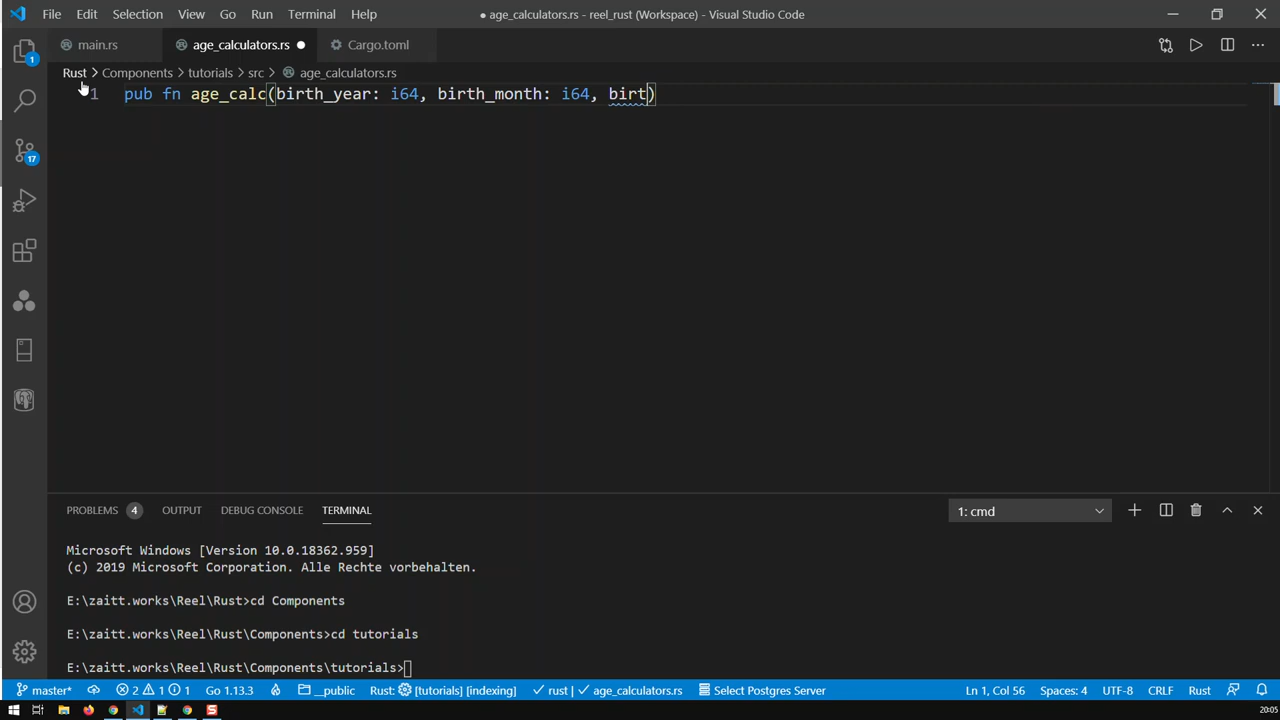 File Edit Selection View Go Run Terminal Help ● age_calculators.rs - reel_rust (Workspace) - Visual Studio Code
main.rs age_calculators.rs Cargo.toml
1
Rust > Components > tutorials > src > age_calculators.rs
1 pub fn age_calc(birth_year: i64, birth_month: i64, birt)
17
PROBLEMS 4 OUTPUT DEBUG CONSOLE TERMINAL 1: cmd
Microsoft Windows [Version 10.0.18362.959]
(c) 2019 Microsoft Corporation. Alle Rechte vorbehalten.
E:\zaitt.works\Reel\Rust>cd Components
E:\zaitt.works\Reel\Rust\Components>cd tutorials
E:\zaitt.works\Reel\Rust\Components\tutorials>
master* 2 1 1 Go 1.13.3 __public Rust: [tutorials] [indexing] ✓ rust | ✓ age_calculators.rs Select Postgres Server Ln 1, Col 56 Spaces: 4 UTF-8 CRLF Rust
20:05